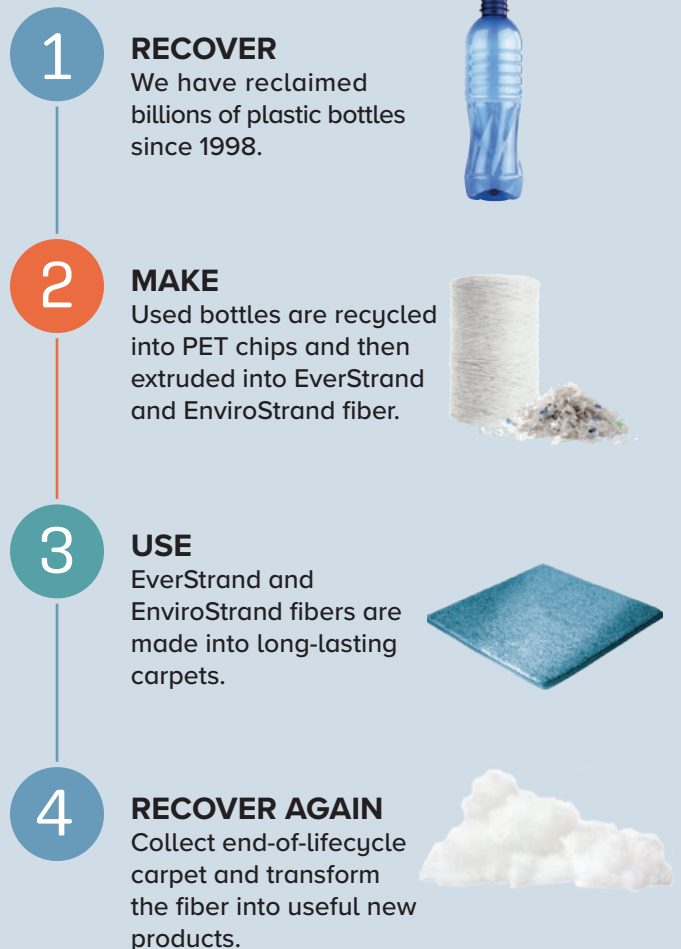 1
RECOVER
We have reclaimed
billions of plastic bottles
since 1998.
2
MAKE
Used bottles are recycled
into PET chips and then
extruded into EverStrand
and EnviroStrand fiber.
3
USE
EverStrand and
EnviroStrand fibers are
made into long-lasting
carpets.
4
RECOVER AGAIN
Collect end-of-lifecycle
carpet and transform
the fiber into useful new
products.